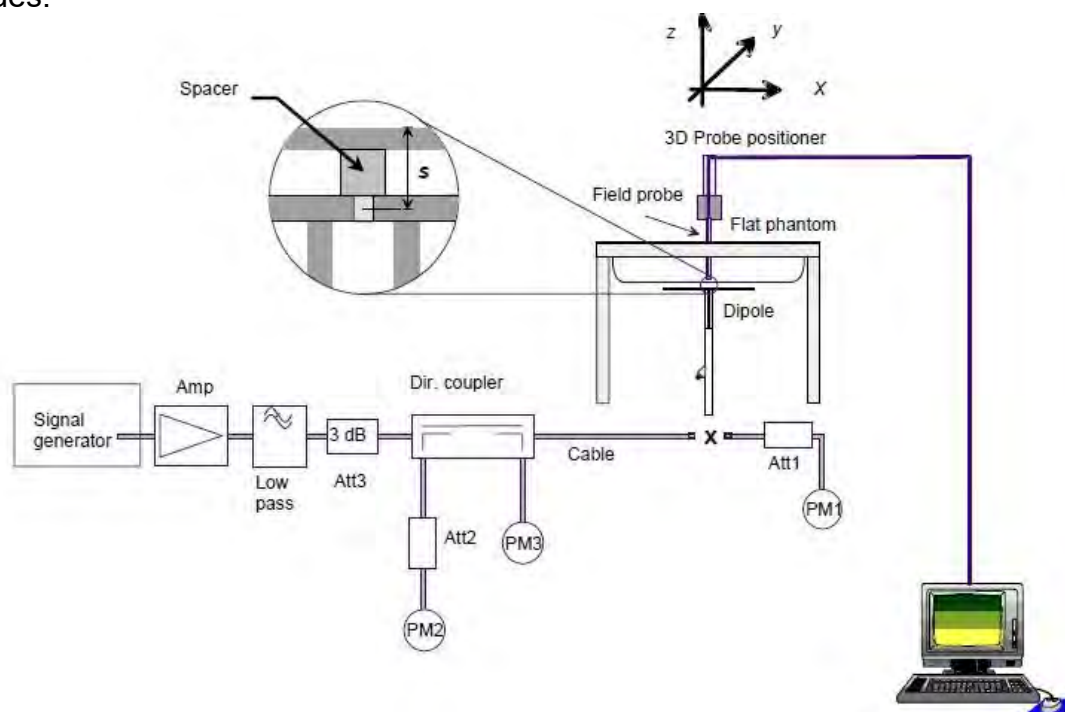 z
y
X
Spacer
s
3D Probe positioner
Field probe
Flat phantom
Dipole
Signal
generator
Amp
Low
pass
3 dB
Att3
Dir. coupler
Cable
x
Att1
PM1
Att2
PM3
PM2